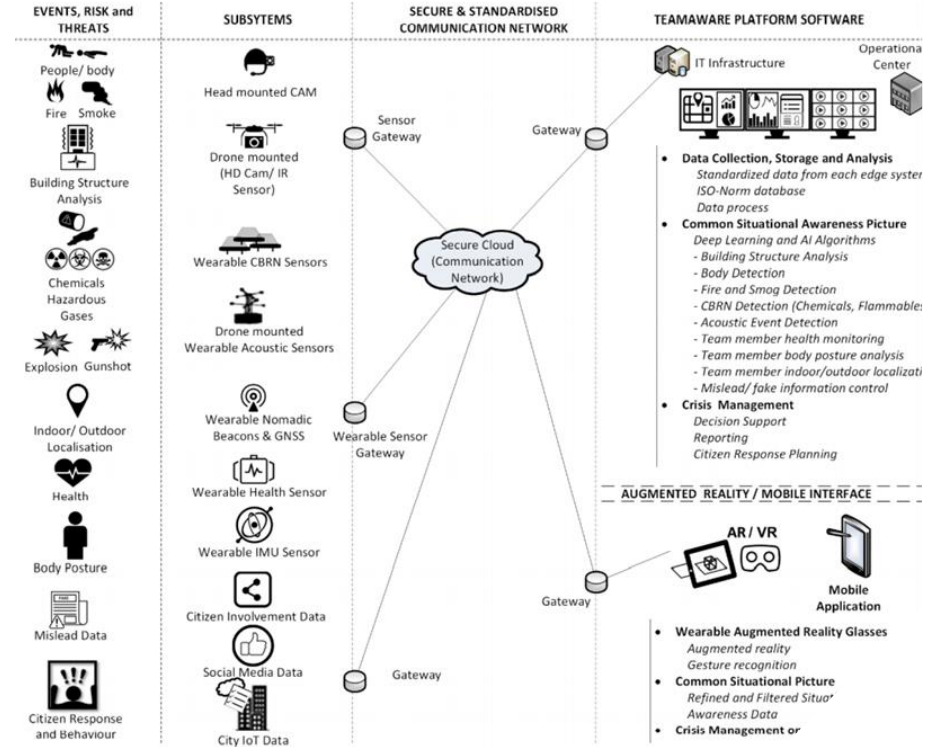 EVENTS, RISK and
THREATS
People/ body
Fire Smoke
Building Structure
Analysis
Chemicals
Hazardous
Gases
Explosion Gunshot
Indoor/ Outdoor
Localisation
Health
Body Posture
Mislead Data
Citizen Response
and Behaviour
SUBSYTEMS
Head mounted CAM
Drone mounted
(HD Cam/ IR
Sensor)
Wearable CBRN Sensors
Drone mounted
Wearable Acoustic Sensors
Wearable Nomadic
Beacons & GNSS
Wearable Health Sensor
Wearable IMU Sensor
Citizen Involvement Data
Social Media Data
City IoT Data
SECURE & STANDARDISED
COMMUNICATION NETWORK
Sensor
Gateway
Gateway
Secure Cloud
(Communication
Network)
Wearable Sensor
Gateway
Gateway
Gateway
TEAMAWARE PLATFORM SOFTWARE
IT Infrastructure
Operationa
Center
• Data Collection, Storage and Analysis
Standardized data from each edge system
ISO-Norm database
Data process
• Common Situational Awareness Picture
Deep Learning and AI Algorithms
- Building Structure Analysis
- Body Detection
- Fire and Smog Detection
- CBRN Detection (Chemicals, Flammables
- Acoustic Event Detection
- Team member health monitoring
- Team member body posture analysis
- Team member indoor/outdoor localizati
- Mislead/ fake information control
• Crisis Management
Decision Support
Reporting
Citizen Response Planning
AUGMENTED REALITY / MOBILE INTERFACE
AR / VR
Mobile
Application
• Wearable Augmented Reality Glasses
Augmented reality
Gesture recognition
• Common Situational Picture
Refined and Filtered Situa
Awareness Data
• Crisis Management or